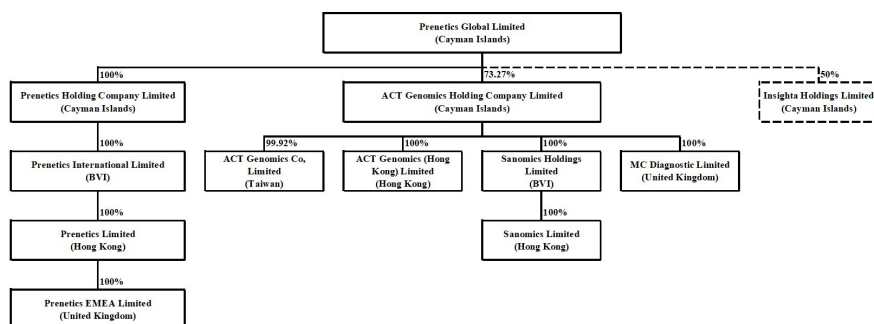 Prenetics Global Limited
(Cayman Islands)
100%
73.27%
50%
Prenetics Holding Company Limited
(Cayman Islands)
ACT Genomics Holding Company Limited
(Cayman Islands)
Insighta Holdings Limited
(Cayman Islands)
100%
99.92%
100%
100%
100%
Prenetics International Limited
(BVI)
ACT Genomics Co,
Limited
(Taiwan)
ACT Genomics (Hong
Kong) Limited
(Hong Kong)
Sanomics Holdings
Limited
(BVI)
MC Diagnostic Limited
(United Kingdom)
100%
100%
Prenetics Limited
(Hong Kong)
Sanomics Limited
(Hong Kong)
100%
Prenetics EMEA Limited
(United Kingdom)